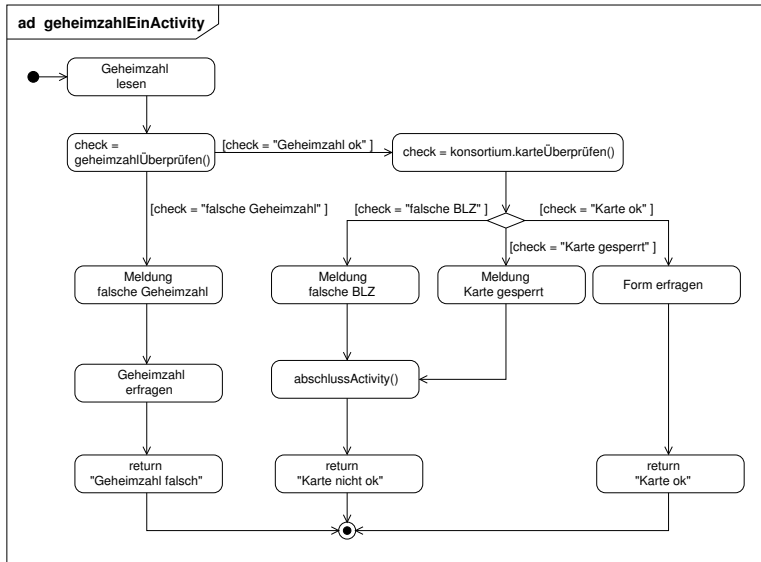 ad geheimzahlEinActivity
Geheimzahl
lesen
check =
geheimzahlÜberprüfen()
[check = "Geheimzahl ok" ]
check = konsortium.karteÜberprüfen()
[check = "falsche Geheimzahl" ]
[check = "falsche BLZ" ]
[check = "Karte ok" ]
[check = "Karte gesperrt" ]
Meldung
falsche Geheimzahl
Meldung
falsche BLZ
Meldung
Karte gesperrt
Form erfragen
Geheimzahl
erfragen
abschlussActivity()
return
"Geheimzahl falsch"
return
"Karte nicht ok"
return
"Karte ok"